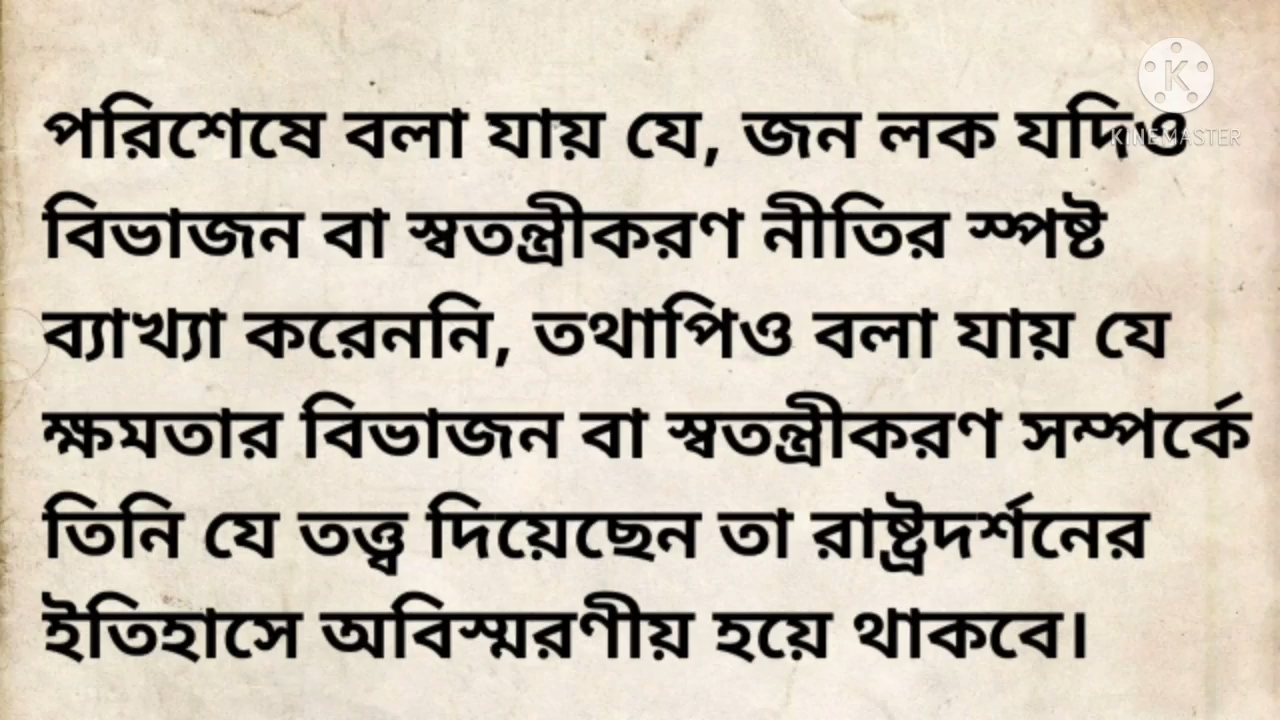 পরিশেষে বলা যায় যে, জন লক যদিও
বিভাজন বা স্বতন্ত্রীকরণ নীতির স্পষ্ট
ব্যাখ্যা করেননি, তথাপিও বলা যায় যে
ক্ষমতার বিভাজন বা স্বতন্ত্রীকরণ সম্পর্কে
তিনি যে তত্ত্ব দিয়েছেন তা রাষ্ট্রদর্শনের
ইতিহাসে অবিস্মরণীয় হয়ে থাকবে।
K
KINEMASTER